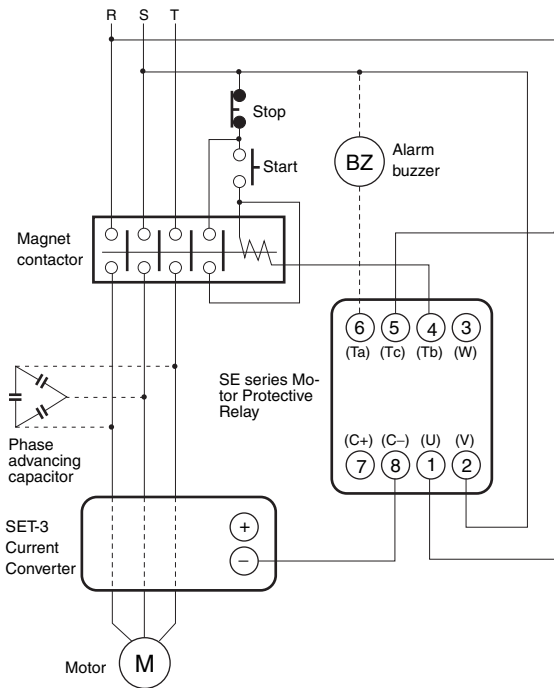 R S T
Stop
Start
BZ
Alarm
buzzer
Magnet
contactor
6 5 4 3
(Ta) (Tc) (Tb) (W)
SE series Mo-
tor Protective
Relay
(C+) (C−) (U) (V)
7 8 1 2
Phase
advancing
capacitor
SET-3
Current
Converter
+
−
Motor
M